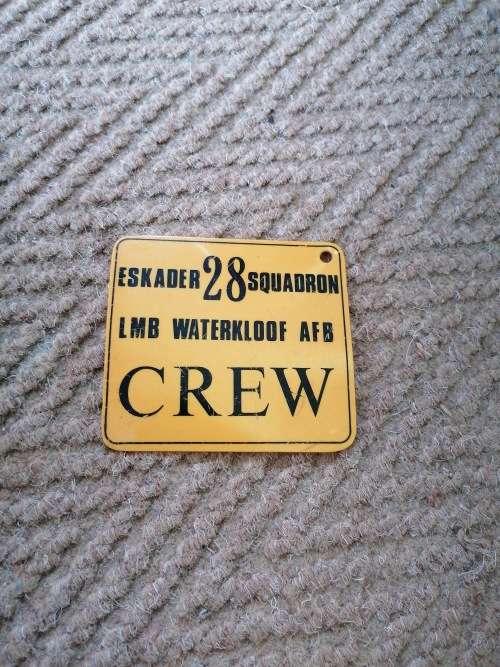 ESKADER 28 SQUADRON
LMB WATERKLOOF AFB
CREW